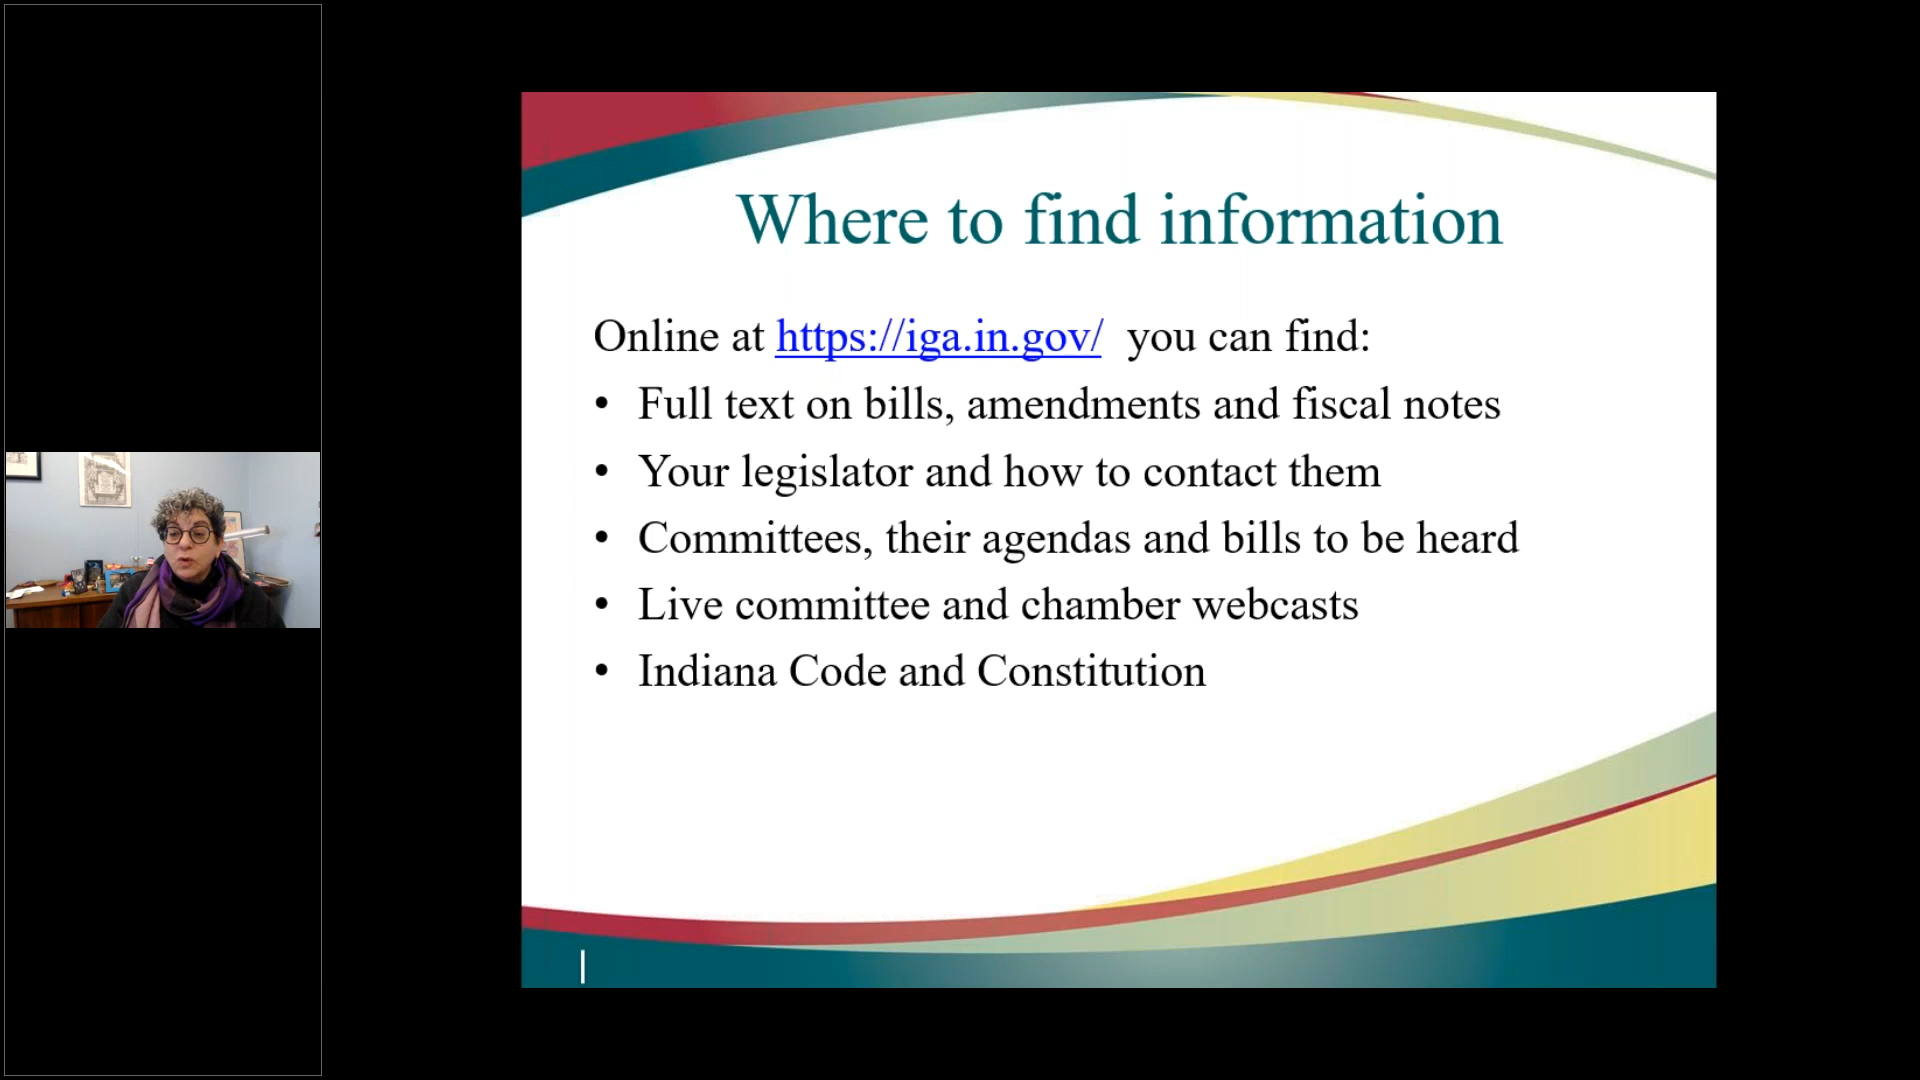 Where to find information
Online at https://iga.in.gov/ you can find:
• Full text on bills, amendments and fiscal notes
• Your legislator and how to contact them
• Committees, their agendas and bills to be heard
• Live committee and chamber webcasts
• Indiana Code and Constitution